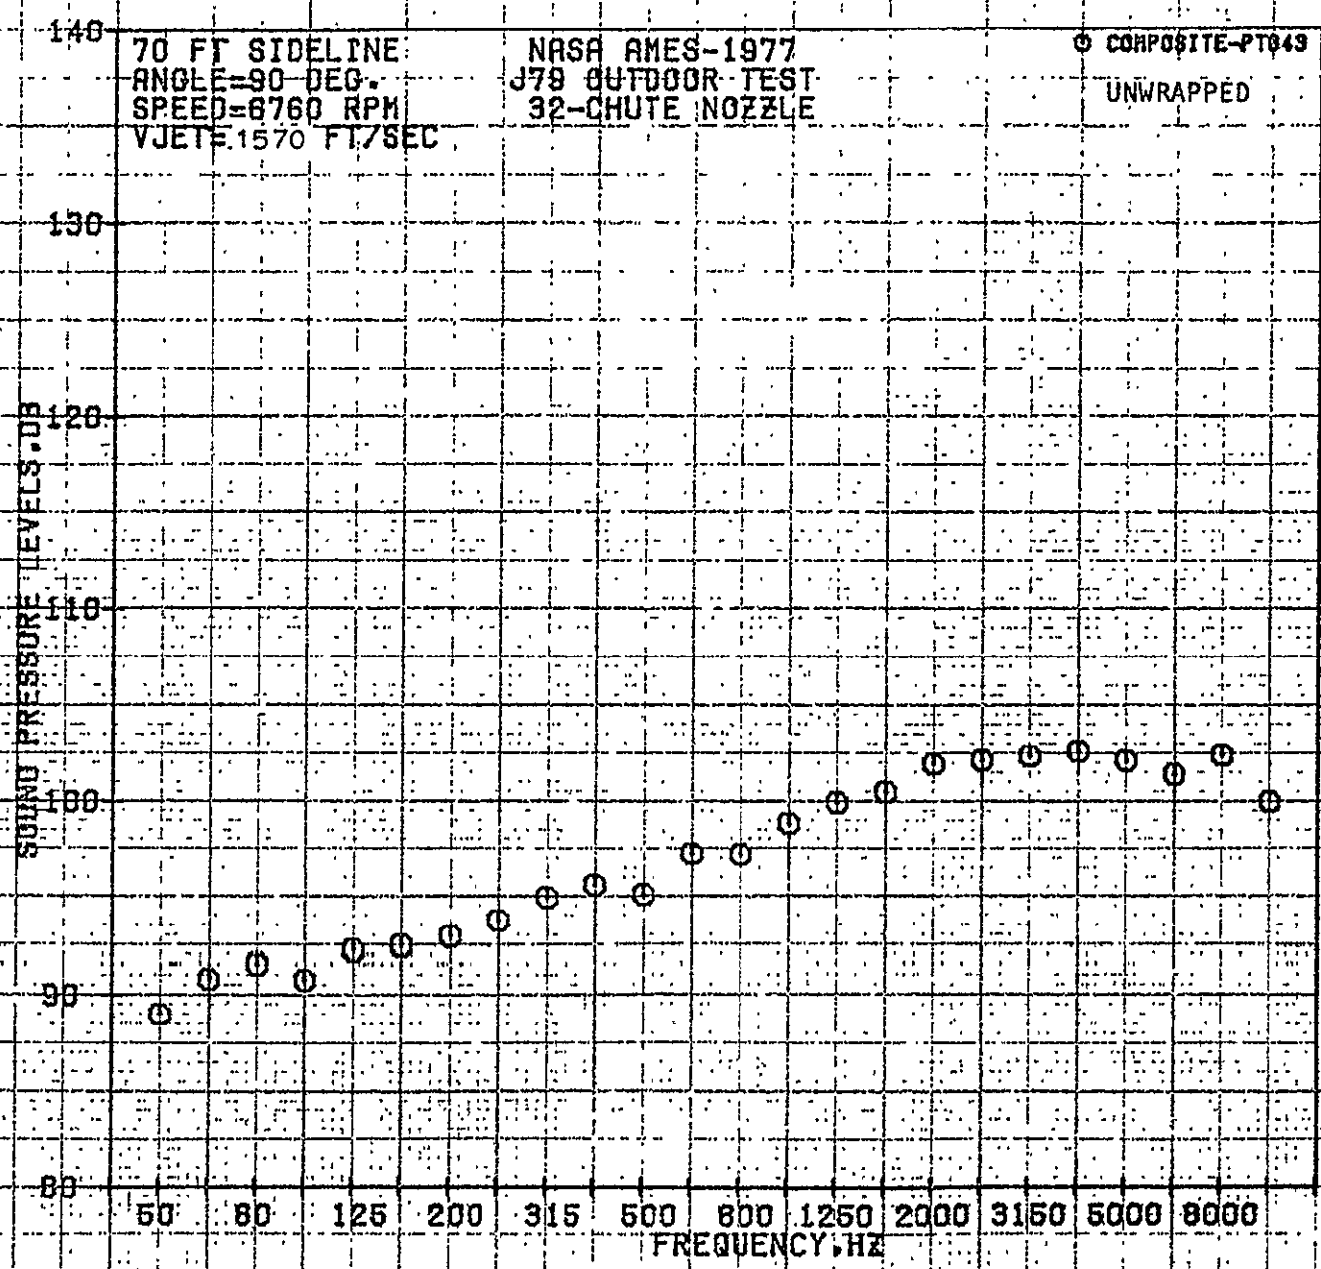 140
70 FT SIDELINE
ANGLE=90 DEG.
SPEED=6760 RPM
VJET=1570 FT/SEC
NASA AMES-1977
J79 OUTDOOR TEST
32-CHUTE NOZZLE
COMPOSITE-PT043
UNWRAPPED
130
120
110
100
90
80
SOUND PRESSURE LEVELS,DB
50 80 125 200 315 500 800 1250 2000 3150 5000 8000
FREQUENCY,HZ